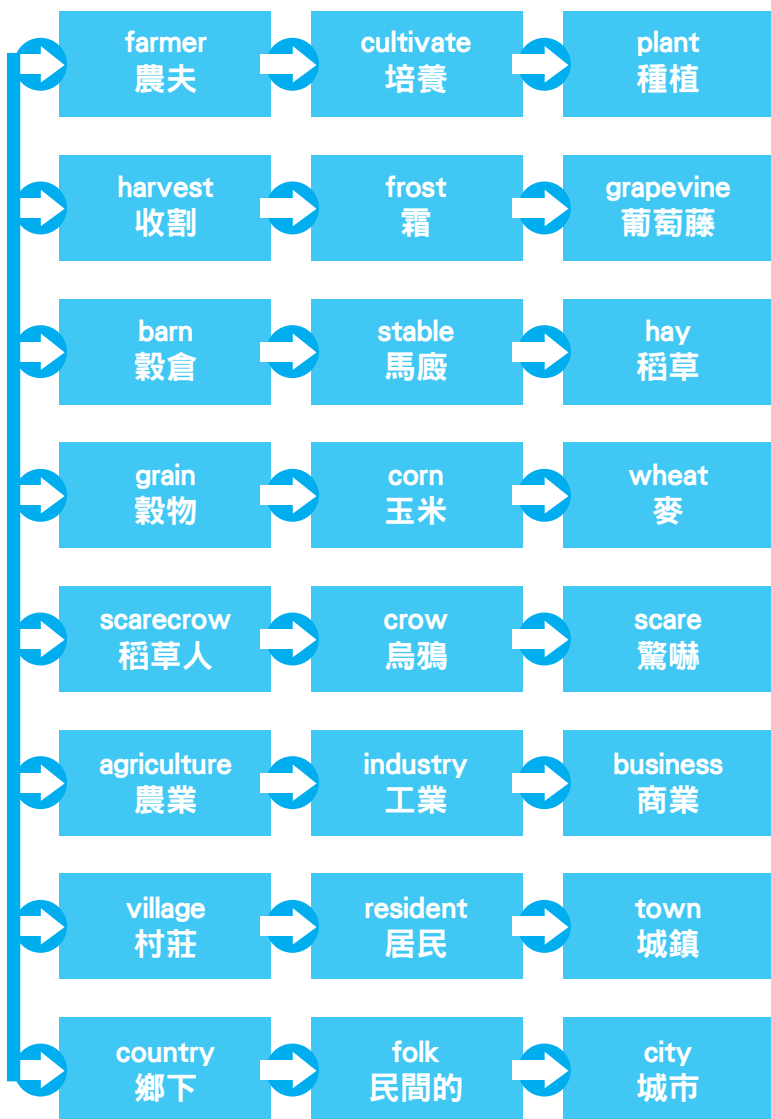 farmer
農夫
cultivate
培養
plant
種植
harvest
收割
frost
霜
grapevine
葡萄藤
barn
穀倉
stable
馬廄
hay
稻草
grain
穀物
corn
玉米
wheat
麥
scarecrow
稻草人
crow
烏鴉
scare
驚嚇
agriculture
農業
industry
工業
business
商業
village
村莊
resident
居民
town
城鎮
country
鄉下
folk
民間的
city
城市